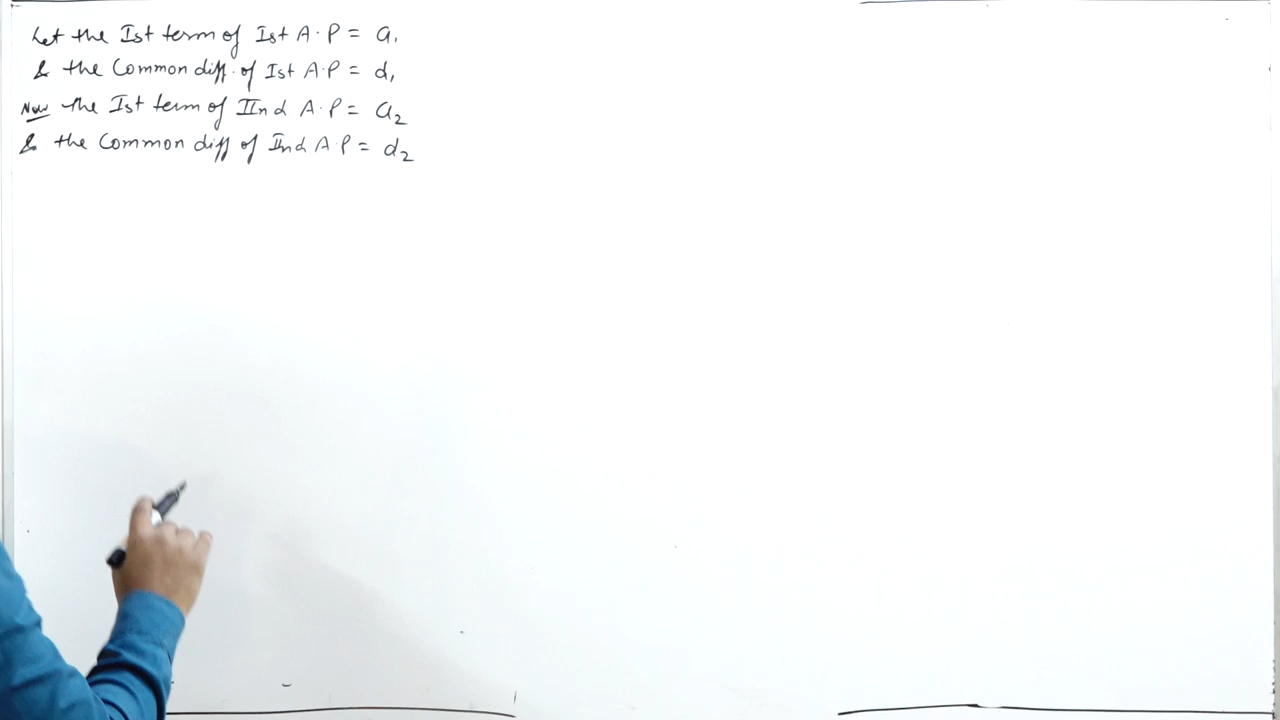 Let the Ist term of Ist A.P = a₁
& the Common diff. of Ist A.P = d₁
Now the Ist term of IInd A.P = a₂
& the Common diff of IInd A.P = d₂